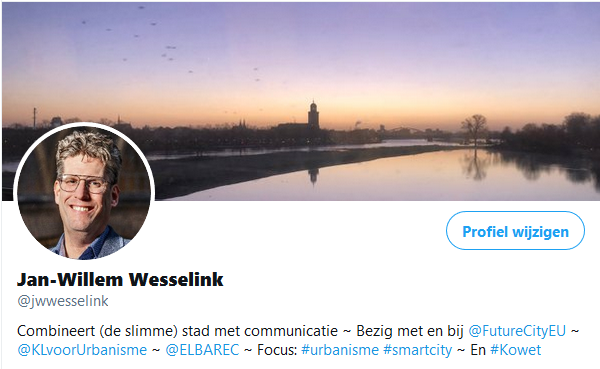 Profiel wijzigen
Jan-Willem Wesselink
@jwwesselink
Combineert (de slimme) stad met communicatie ~ Bezig met en bij @FutureCityEU ~
@KLvoorUrbanisme ~ @ELBAREC ~ Focus: #urbanisme #smartcity ~ En #Kowet